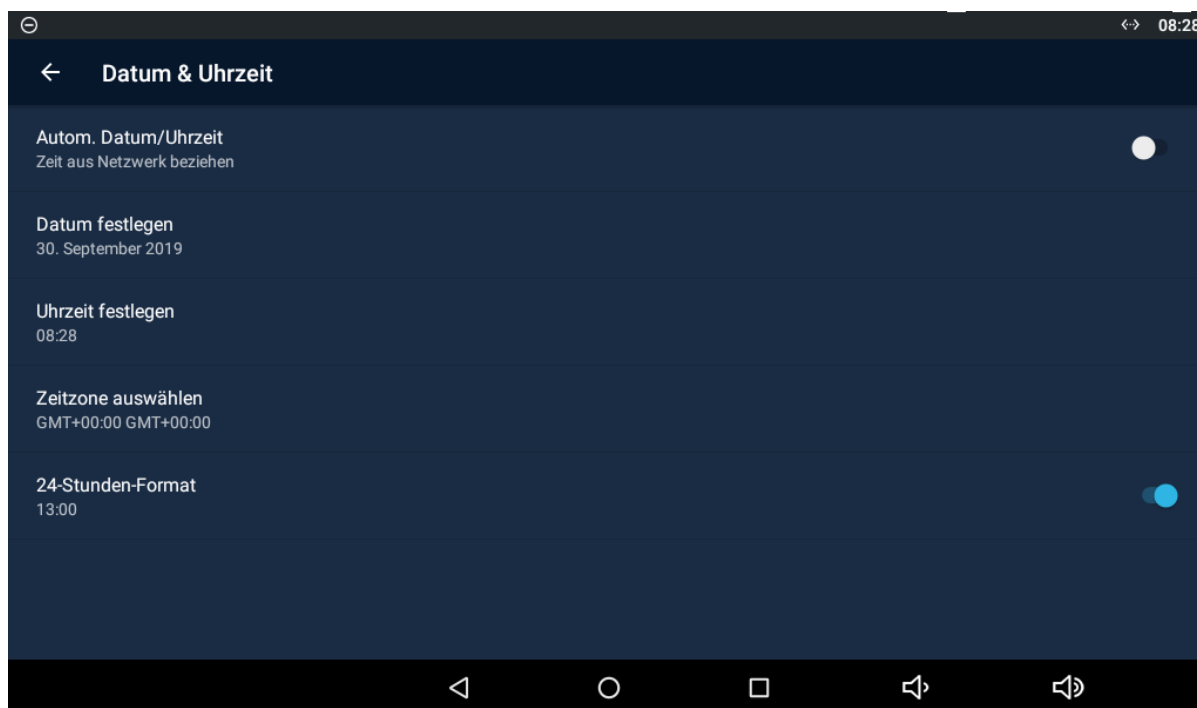 08:28
Datum & Uhrzeit
Autom. Datum/Uhrzeit
Zeit aus Netzwerk beziehen
Datum festlegen
30. September 2019
Uhrzeit festlegen
08:28
Zeitzone auswählen
GMT+00:00 GMT+00:00
24-Stunden-Format
13:00